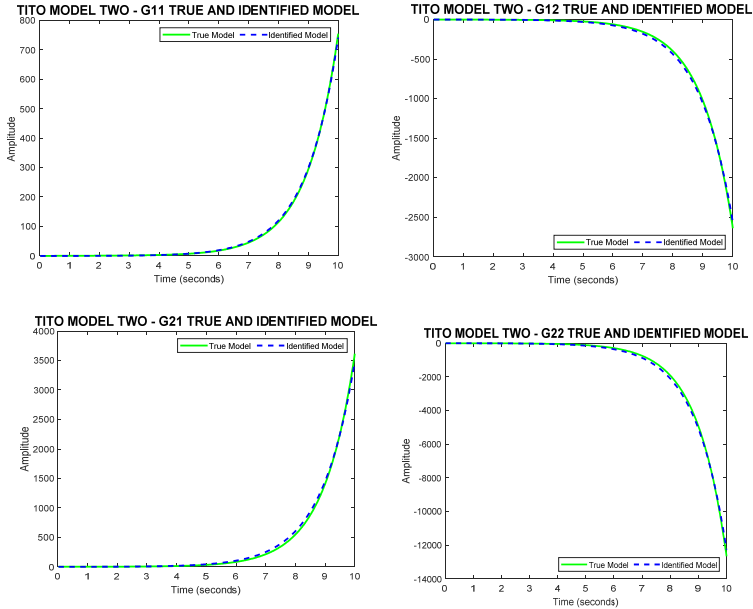 TITO MODEL TWO - G11 TRUE AND IDENTIFIED MODEL
True Model Identified Model
800
700
600
500
400
300
200
100
0
Amplitude
0 1 2 3 4 5 6 7 8 9 10
Time (seconds)
TITO MODEL TWO - G12 TRUE AND IDENTIFIED MODEL
0
-500
-1000
-1500
-2000
-2500
-3000
Amplitude
True Model Identified Model
0 1 2 3 4 5 6 7 8 9 10
Time (seconds)
TITO MODEL TWO - G21 TRUE AND IDENTIFIED MODEL
True Model Identified Model
4000
3500
3000
2500
2000
1500
1000
500
0
Amplitude
0 1 2 3 4 5 6 7 8 9 10
Time (seconds)
TITO MODEL TWO - G22 TRUE AND IDENTIFIED MODEL
0
-2000
-4000
-6000
-8000
-10000
-12000
-14000
Amplitude
True Model Identified Model
0 1 2 3 4 5 6 7 8 9 10
Time (seconds)